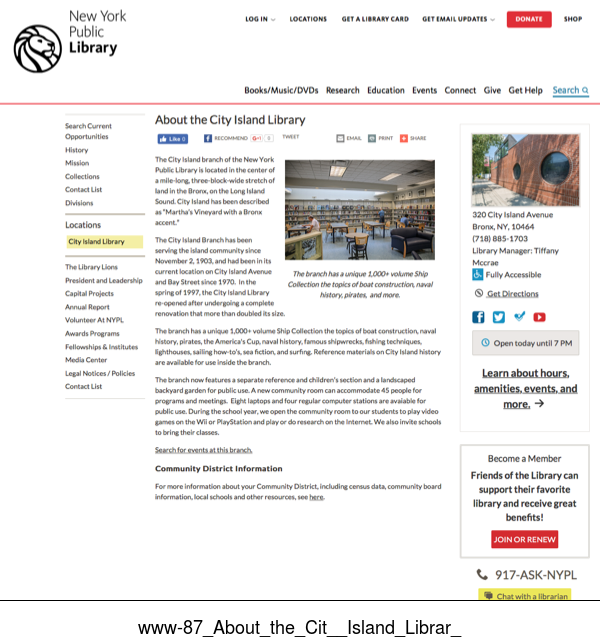 New York
Public
Library
LOG IN
LOCATIONS
GET A LIBRARY CARD
GET EMAIL UPDATES
DONATE
SHOP
Books/Music/DVDs Research Education Events Connect Give Get Help Search
Search Current
Opportunities
History
Mission
Collections
Contact List
Divisions
Locations
City Island Library
The Library Lions
President and Leadership
Capital Projects
Annual Report
Volunteer At NYPL
Awards Programs
Fellowships & Institutes
Media Center
Legal Notices / Policies
Contact List
About the City Island Library
Like 0
RECOMMEND
G+1 0
TWEET
EMAIL
PRINT
SHARE
The City Island branch of the New York
Public Library is located in the center of
a mile-long, three-block-wide stretch of
land in the Bronx, on the Long Island
Sound. City Island has been described
as "Martha's Vineyard with a Bronx
accent."
The City Island Branch has been
serving the island community since
November 2, 1903, and had been in its
current location on City Island Avenue
and Bay Street since 1970. In the
spring of 1997, the City Island Library
re-opened after undergoing a complete
renovation that more than doubled its size.
The branch has a unique 1,000+ volume Ship
Collection the topics of boat construction, naval
history, pirates, and more.
The branch has a unique 1,000+ volume Ship Collection the topics of boat construction, naval
history, pirates, the America's Cup, naval history, famous shipwrecks, fishing techniques,
lighthouses, sailing how-to's, sea fiction, and surfing. Reference materials on City Island history
are available for use inside the branch.
The branch now features a separate reference and children's section and a landscaped
backyard garden for public use. A new community room can accommodate 45 people for
programs and meetings. Eight laptops and four regular computer stations are avaiable for
public use. During the school year, we open the community room to our students to play video
games on the Wii or PlayStation and play or do research on the Internet. We also invite schools
to bring their classes.
Search for events at this branch.
Community District Information
For more information about your Community District, including census data, community board
information, local schools and other resources, see here.
320 City Island Avenue
Bronx, NY, 10464
(718) 885-1703
Library Manager: Tiffany
Mccrae
Fully Accessible
Get Directions
Open today until 7 PM
Learn about hours,
amenities, events, and
more. →
Become a Member
Friends of the Library can
support their favorite
library and receive great
benefits!
JOIN OR RENEW
917-ASK-NYPL
Chat with a librarian
www-87_About_the_Cit__Island_Librar_